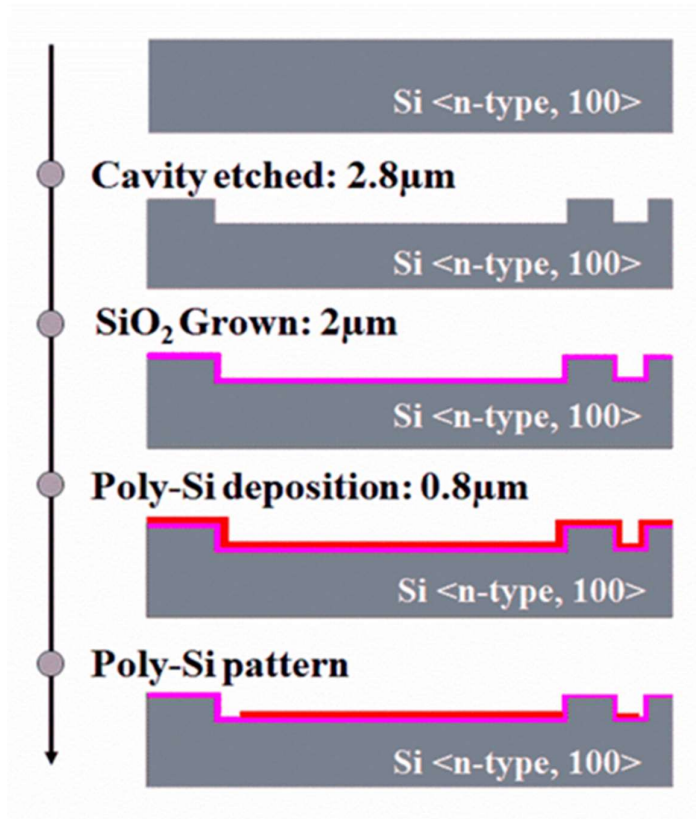 Si <n-type, 100>
Cavity etched: 2.8μm
Si <n-type, 100>
SiO₂ Grown: 2μm
Si <n-type, 100>
Poly-Si deposition: 0.8μm
Si <n-type, 100>
Poly-Si pattern
Si <n-type, 100>